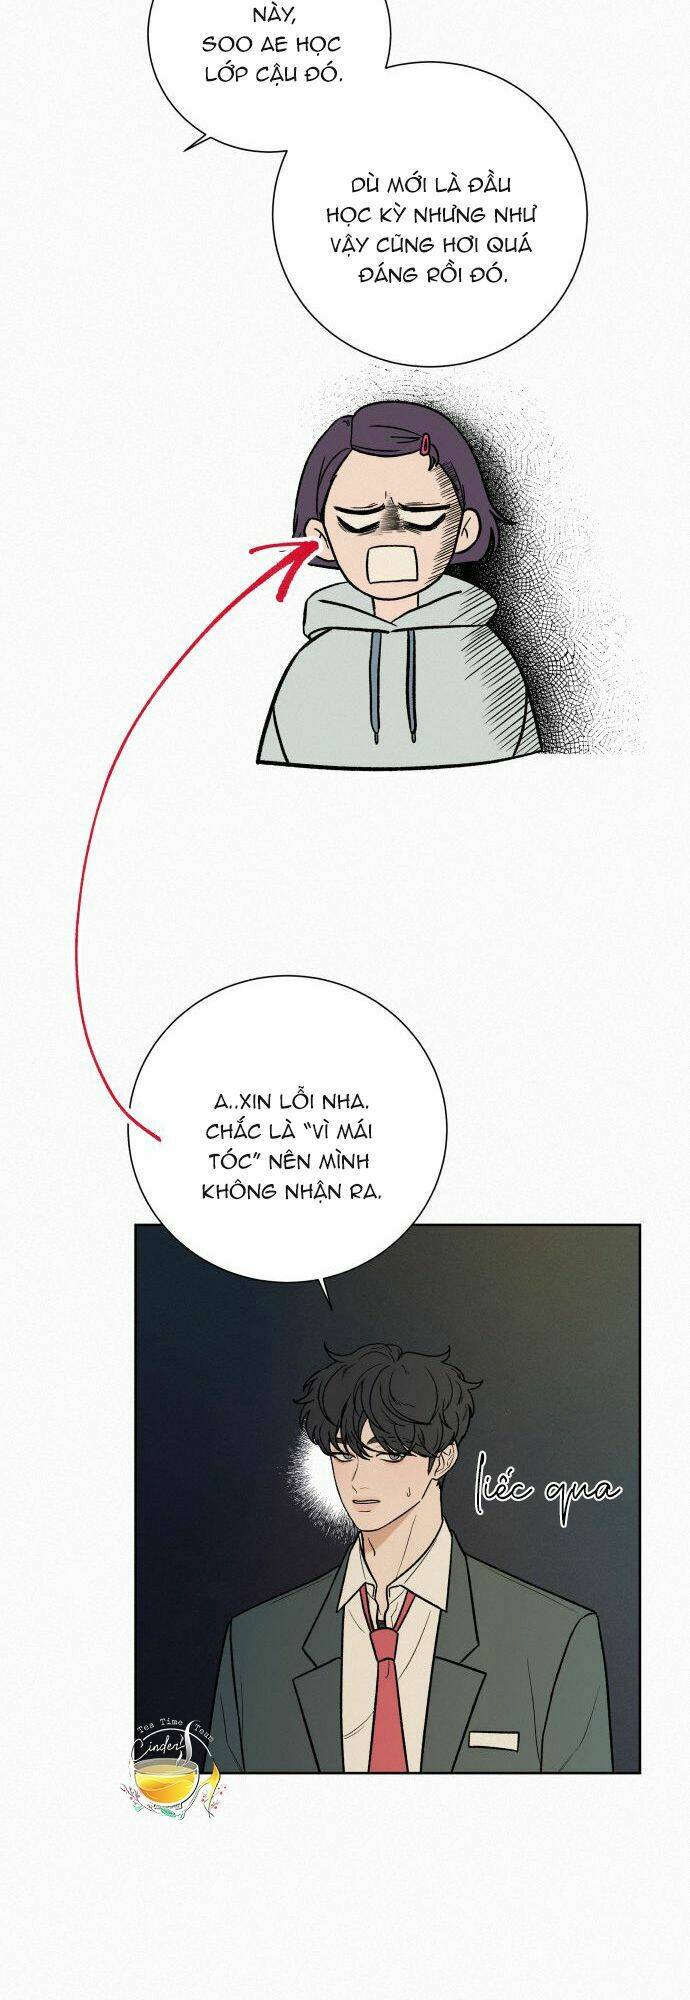 NÀY,
SOO AE HỌC
LỚP CẬU ĐÓ.
DÙ MỚI LÀ ĐẦU
HỌC KỲ NHƯNG NHƯ
VẬY CŨNG HƠI QUÁ
ĐÁNG RỒI ĐÓ.
A..XIN LỖI NHA.
CHẮC LÀ "VÌ MÁI
TÓC" NÊN MÌNH
KHÔNG NHẬN RA.
liếc qua
Tea Time Team
Cinder